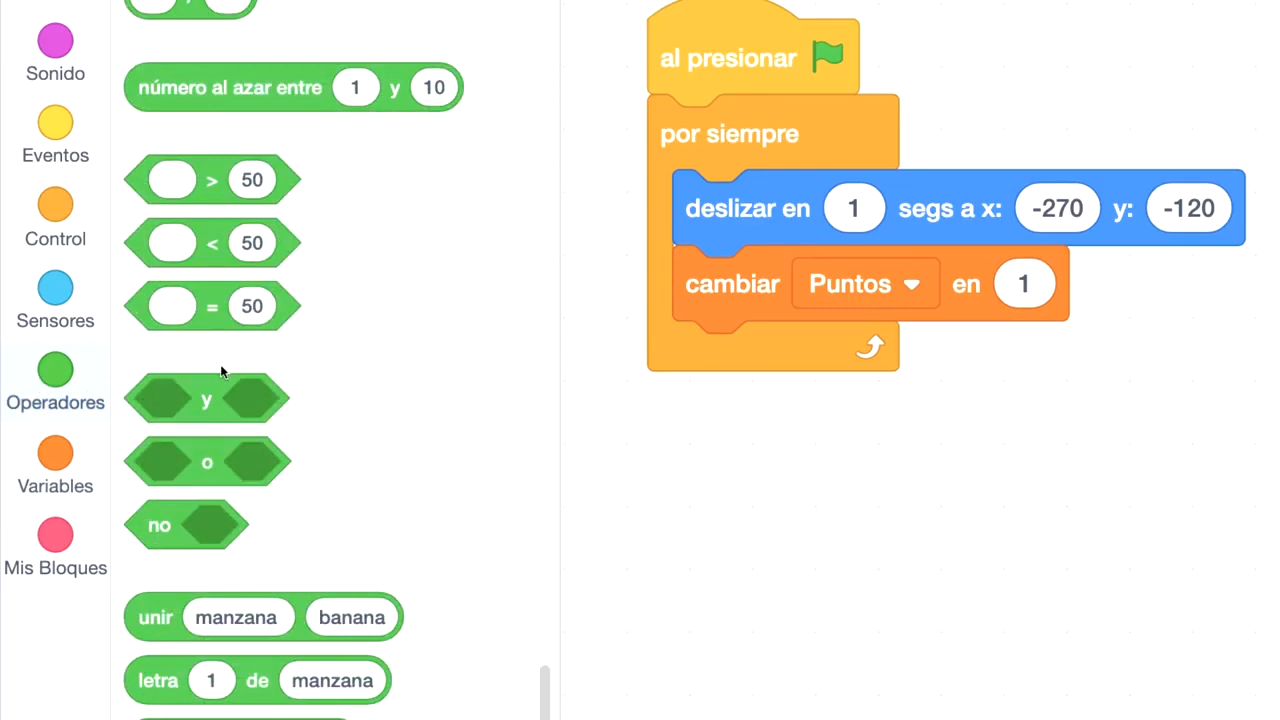 Sonido
Eventos
Control
Sensores
Operadores
Variables
Mis Bloques
número al azar entre 1 y 10
> 50
< 50
= 50
y
o
no
unir manzana banana
letra 1 de manzana
al presionar
por siempre
deslizar en 1 segs a x: -270 y: -120
cambiar Puntos en 1